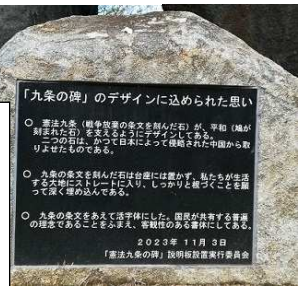 「九条の碑」のデザインに込められた思い
○ 憲法九条（戦争放棄の条文を刻んだ石）が、平和（鳩が
刻まれた石）を支えるようにデザインしてある。
二つの石は、かつて日本によって侵略された中国から取
りよせたものである。
○ 九条の条文を刻んだ石は台座には置かず、私たちが生活
する大地にストレートに入り、しっかりと根づくことを願
って深く埋め込んである。
○ 九条の条文をあえて活字体にした。国民が共有する普遍
の理念であることをふまえ、客観性のある書体にしてある。
2023年 11月 3日
「憲法九条の碑」説明板設置実行委員会